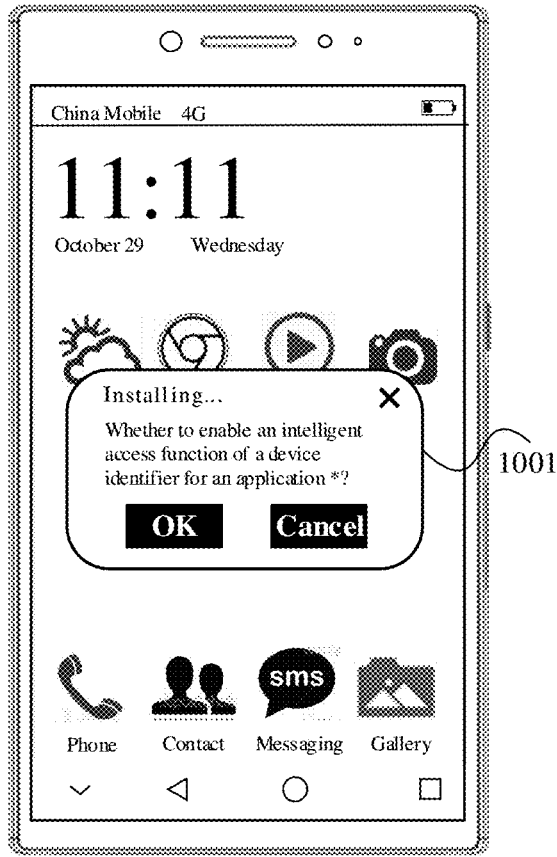 China Mobile 4G
11:11
October 29 Wednesday
Installing...
Whether to enable an intelligent
access function of a device
identifier for an application *?
OK Cancel
1001
sms
Phone Contact Messaging Gallery